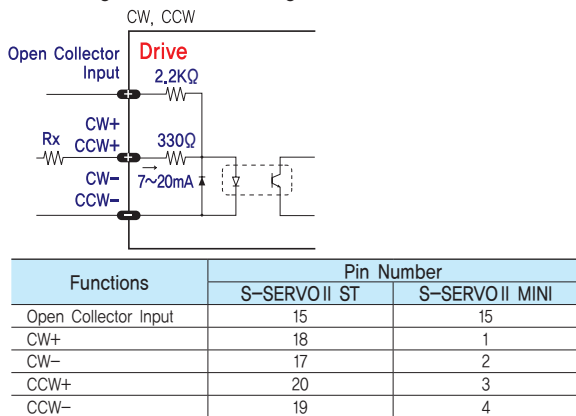 CW, CCW
Open Collector
Input
Drive
2.2KΩ
CW+
CCW+
Rx
330Ω
7~20mA
CW−
CCW−
Functions
Pin Number
S−SERVOⅡ ST
S−SERVOⅡ MINI
Open Collector Input 15 15
CW+ 18 1
CW− 17 2
CCW+ 20 3
CCW− 19 4